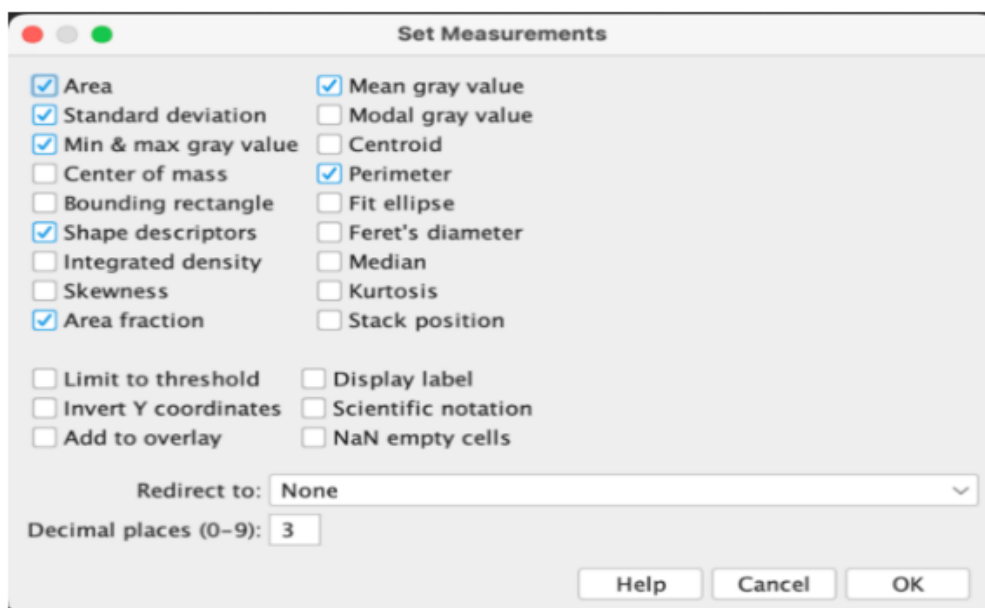 Set Measurements
Area Mean gray value
Standard deviation Modal gray value
Min & max gray value Centroid
Center of mass Perimeter
Bounding rectangle Fit ellipse
Shape descriptors Feret's diameter
Integrated density Median
Skewness Kurtosis
Area fraction Stack position
Limit to threshold Display label
Invert Y coordinates Scientific notation
Add to overlay NaN empty cells
Redirect to: None
Decimal places (0-9): 3
Help Cancel OK